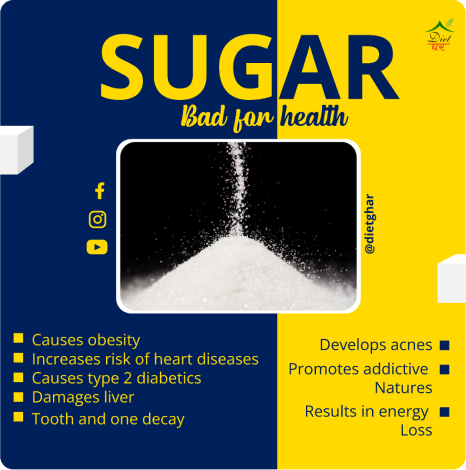 Diet
ઘર
SUGAR
Bad for health
@dietghar
Causes obesity
Increases risk of heart diseases
Causes type 2 diabetics
Damages liver
Tooth and one decay
Develops acnes
Promotes addictive
Natures
Results in energy
Loss